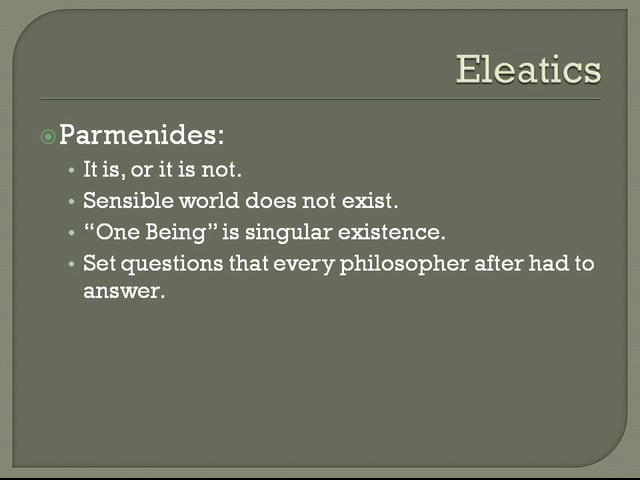 Eleatics
Parmenides:
• It is, or it is not.
• Sensible world does not exist.
• “One Being” is singular existence.
• Set questions that every philosopher after had to
answer.